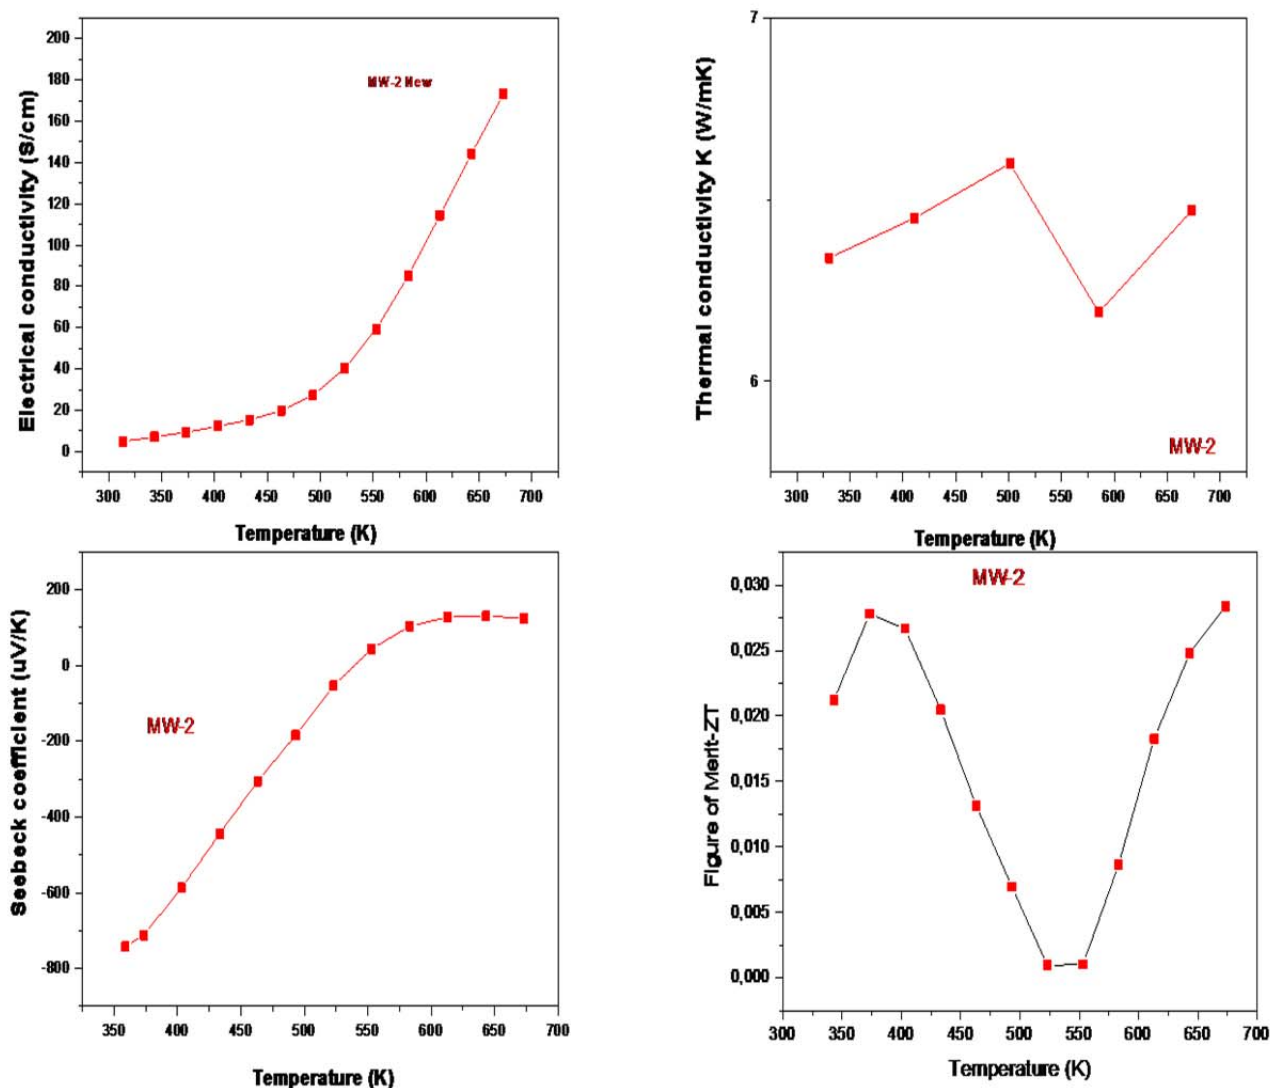 Electrical conductivity (S/cm)
200
180
160
140
120
100
80
60
40
20
0
MW-2 New
300 350 400 450 500 550 600 650 700
Temperature (K)
Thermal conductivity K (W/mK)
7
6
MW-2
300 350 400 450 500 550 600 650 700
Temperature (K)
Seebeck coefficient (uV/K)
200
0
-200
-400
-600
-800
MW-2
350 400 450 500 550 600 650 700
Temperature (K)
Figure of Merit-ZT
MW-2
0,030
0,025
0,020
0,015
0,010
0,005
0,000
300 350 400 450 500 550 600 650 700
Temperature (K)